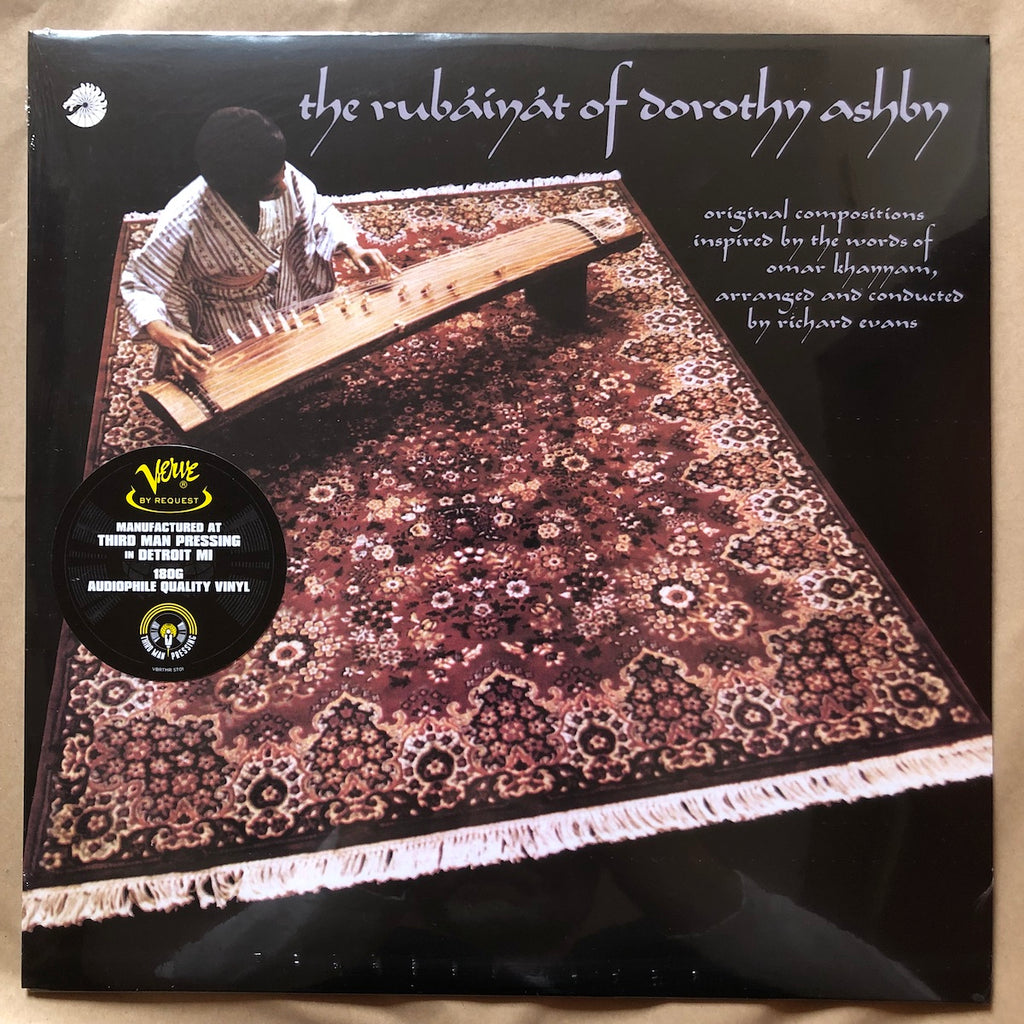 the rubáiyát of dorothy ashby
original compositions
inspired by the words of
omar khayyam,
arranged and conducted
by richard evans
Verve®
BY REQUEST
MANUFACTURED AT
THIRD MAN PRESSING
IN DETROIT MI
180G
AUDIOPHILE QUALITY VINYL
THIRD MAN PRESSING
VBRTHR ST01